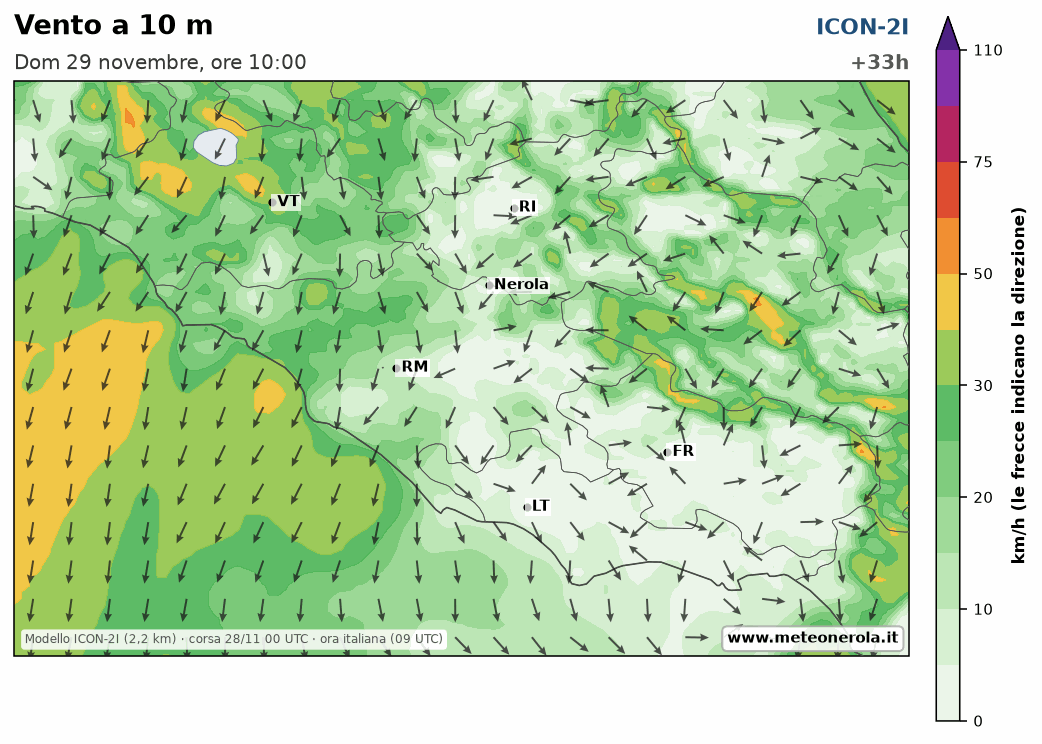 Vento a 10 m
ICON-2I
Dom 29 novembre, ore 10:00
+33h
VT
RI
Nerola
RM
FR
LT
Modello ICON-2I (2,2 km) · corsa 28/11 00 UTC · ora italiana (09 UTC)
www.meteonerola.it
110
75
50
30
20
10
0
km/h (le frecce indicano la direzione)